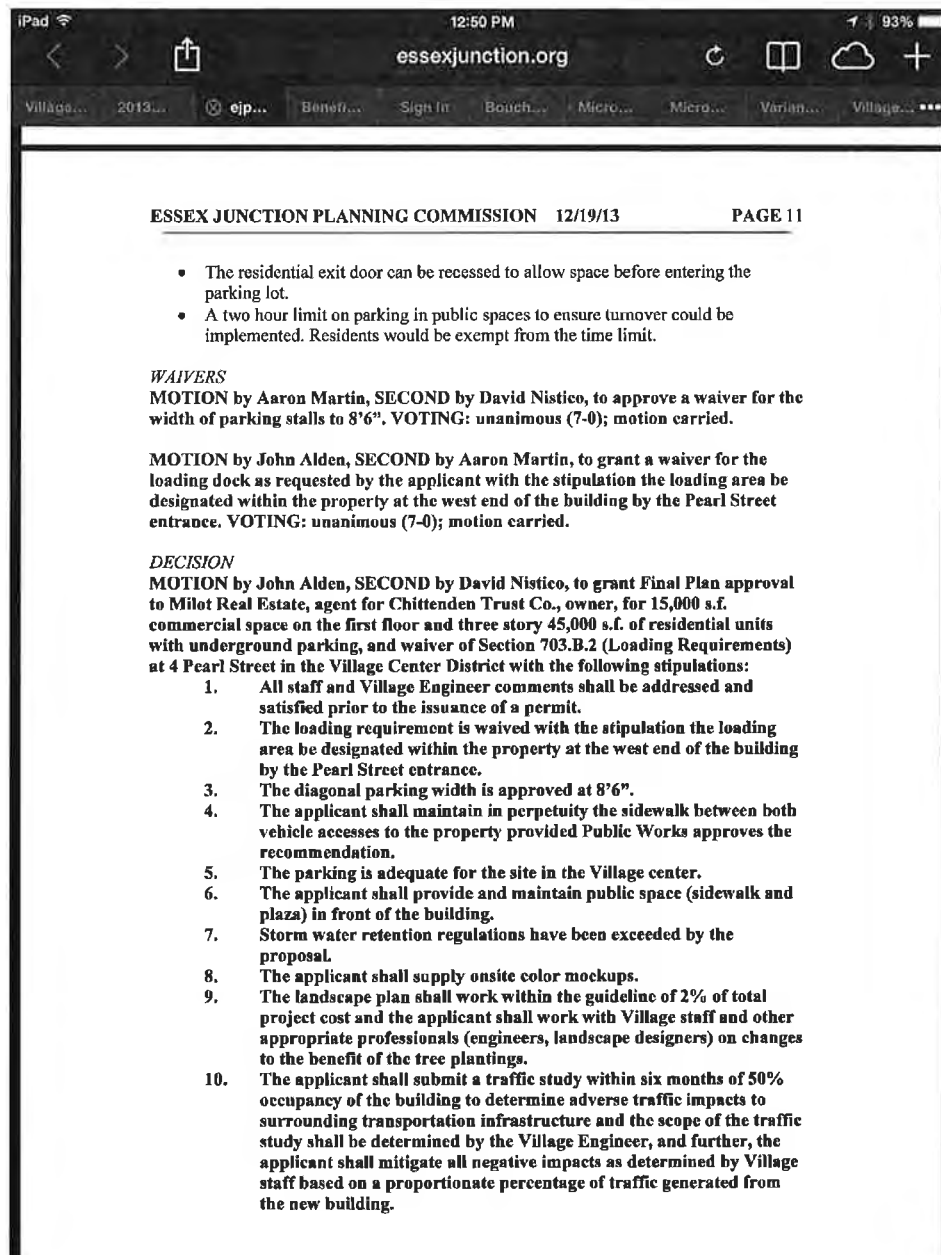 iPad 12:50 PM 93%
essexjunction.org
Village... 2013... ejp... Benefi... Sign In Bouch... Micro... Micro... Varian... Village...
ESSEX JUNCTION PLANNING COMMISSION 12/19/13 PAGE 11
• The residential exit door can be recessed to allow space before entering the
parking lot.
• A two hour limit on parking in public spaces to ensure turnover could be
implemented. Residents would be exempt from the time limit.
WAIVERS
MOTION by Aaron Martin, SECOND by David Nistico, to approve a waiver for the
width of parking stalls to 8'6". VOTING: unanimous (7-0); motion carried.
MOTION by John Alden, SECOND by Aaron Martin, to grant a waiver for the
loading dock as requested by the applicant with the stipulation the loading area be
designated within the property at the west end of the building by the Pearl Street
entrance. VOTING: unanimous (7-0); motion carried.
DECISION
MOTION by John Alden, SECOND by David Nistico, to grant Final Plan approval
to Milot Real Estate, agent for Chittenden Trust Co., owner, for 15,000 s.f.
commercial space on the first floor and three story 45,000 s.f. of residential units
with underground parking, and waiver of Section 703.B.2 (Loading Requirements)
at 4 Pearl Street in the Village Center District with the following stipulations:
1. All staff and Village Engineer comments shall be addressed and
satisfied prior to the issuance of a permit.
2. The loading requirement is waived with the stipulation the loading
area be designated within the property at the west end of the building
by the Pearl Street entrance.
3. The diagonal parking width is approved at 8'6".
4. The applicant shall maintain in perpetuity the sidewalk between both
vehicle accesses to the property provided Public Works approves the
recommendation.
5. The parking is adequate for the site in the Village center.
6. The applicant shall provide and maintain public space (sidewalk and
plaza) in front of the building.
7. Storm water retention regulations have been exceeded by the
proposal.
8. The applicant shall supply onsite color mockups.
9. The landscape plan shall work within the guideline of 2% of total
project cost and the applicant shall work with Village staff and other
appropriate professionals (engineers, landscape designers) on changes
to the benefit of the tree plantings.
10. The applicant shall submit a traffic study within six months of 50%
occupancy of the building to determine adverse traffic impacts to
surrounding transportation infrastructure and the scope of the traffic
study shall be determined by the Village Engineer, and further, the
applicant shall mitigate all negative impacts as determined by Village
staff based on a proportionate percentage of traffic generated from
the new building.